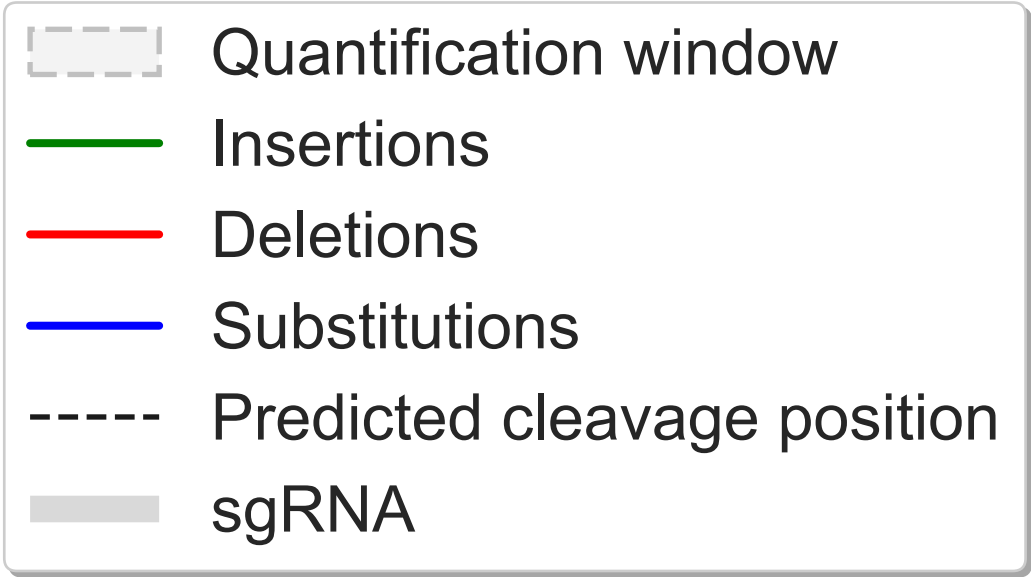 Quantification window
Insertions
Deletions
Substitutions
Predicted cleavage position
sgRNA